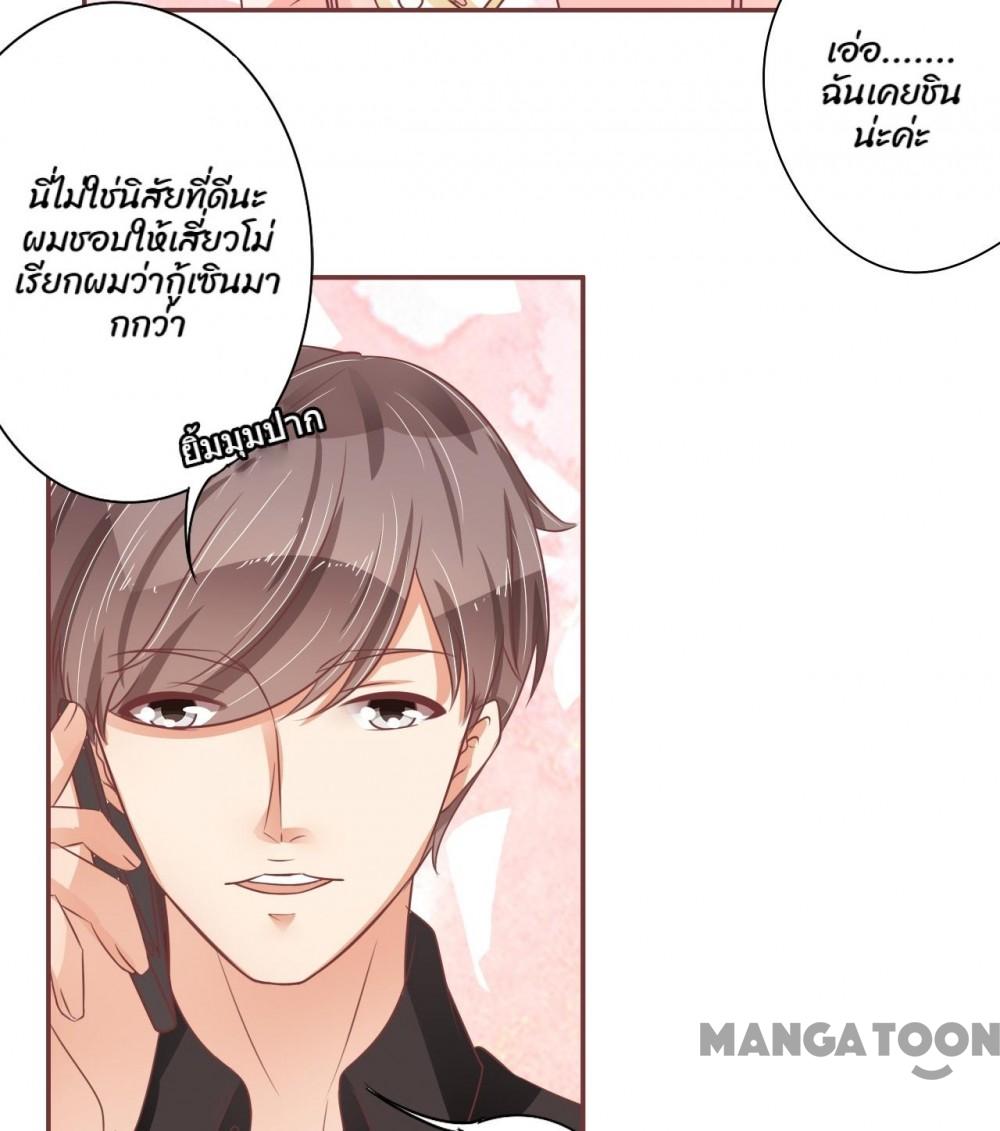 เอ่อ.......
ฉันเคยชิน
น่ะค่ะ
นี่ไม่ใช่นิสัยที่ดีนะ
ผมชอบให้เสี่ยวโม่
เรียกผมว่ากู้เซินมา
กกว่า
ยิ้มมุมปาก
MANGATOON